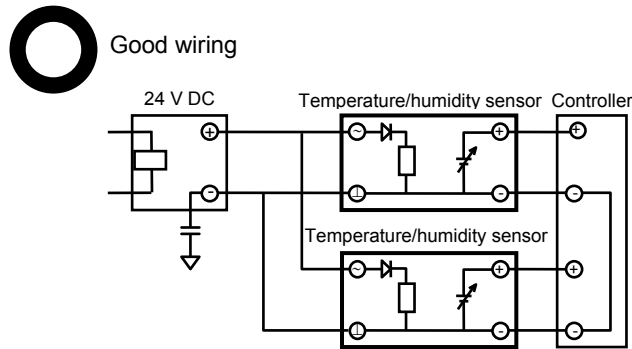 Good wiring
24 V DC
Temperature/humidity sensor
Controller
+
~
+
+
-
⊥
-
-
Temperature/humidity sensor
~
+
+
⊥
-
-